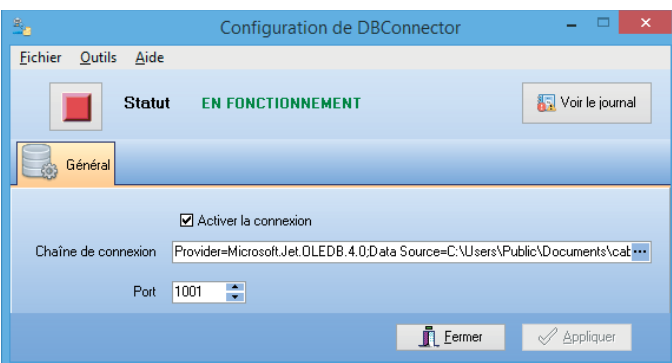 Configuration de DBConnector
Fichier Outils Aide
Statut EN FONCTIONNEMENT Voir le journal
Général
Activer la connexion
Chaîne de connexion Provider=Microsoft.Jet.OLEDB.4.0;Data Source=C:\Users\Public\Documents\cab ...
Port 1001
Fermer Appliquer